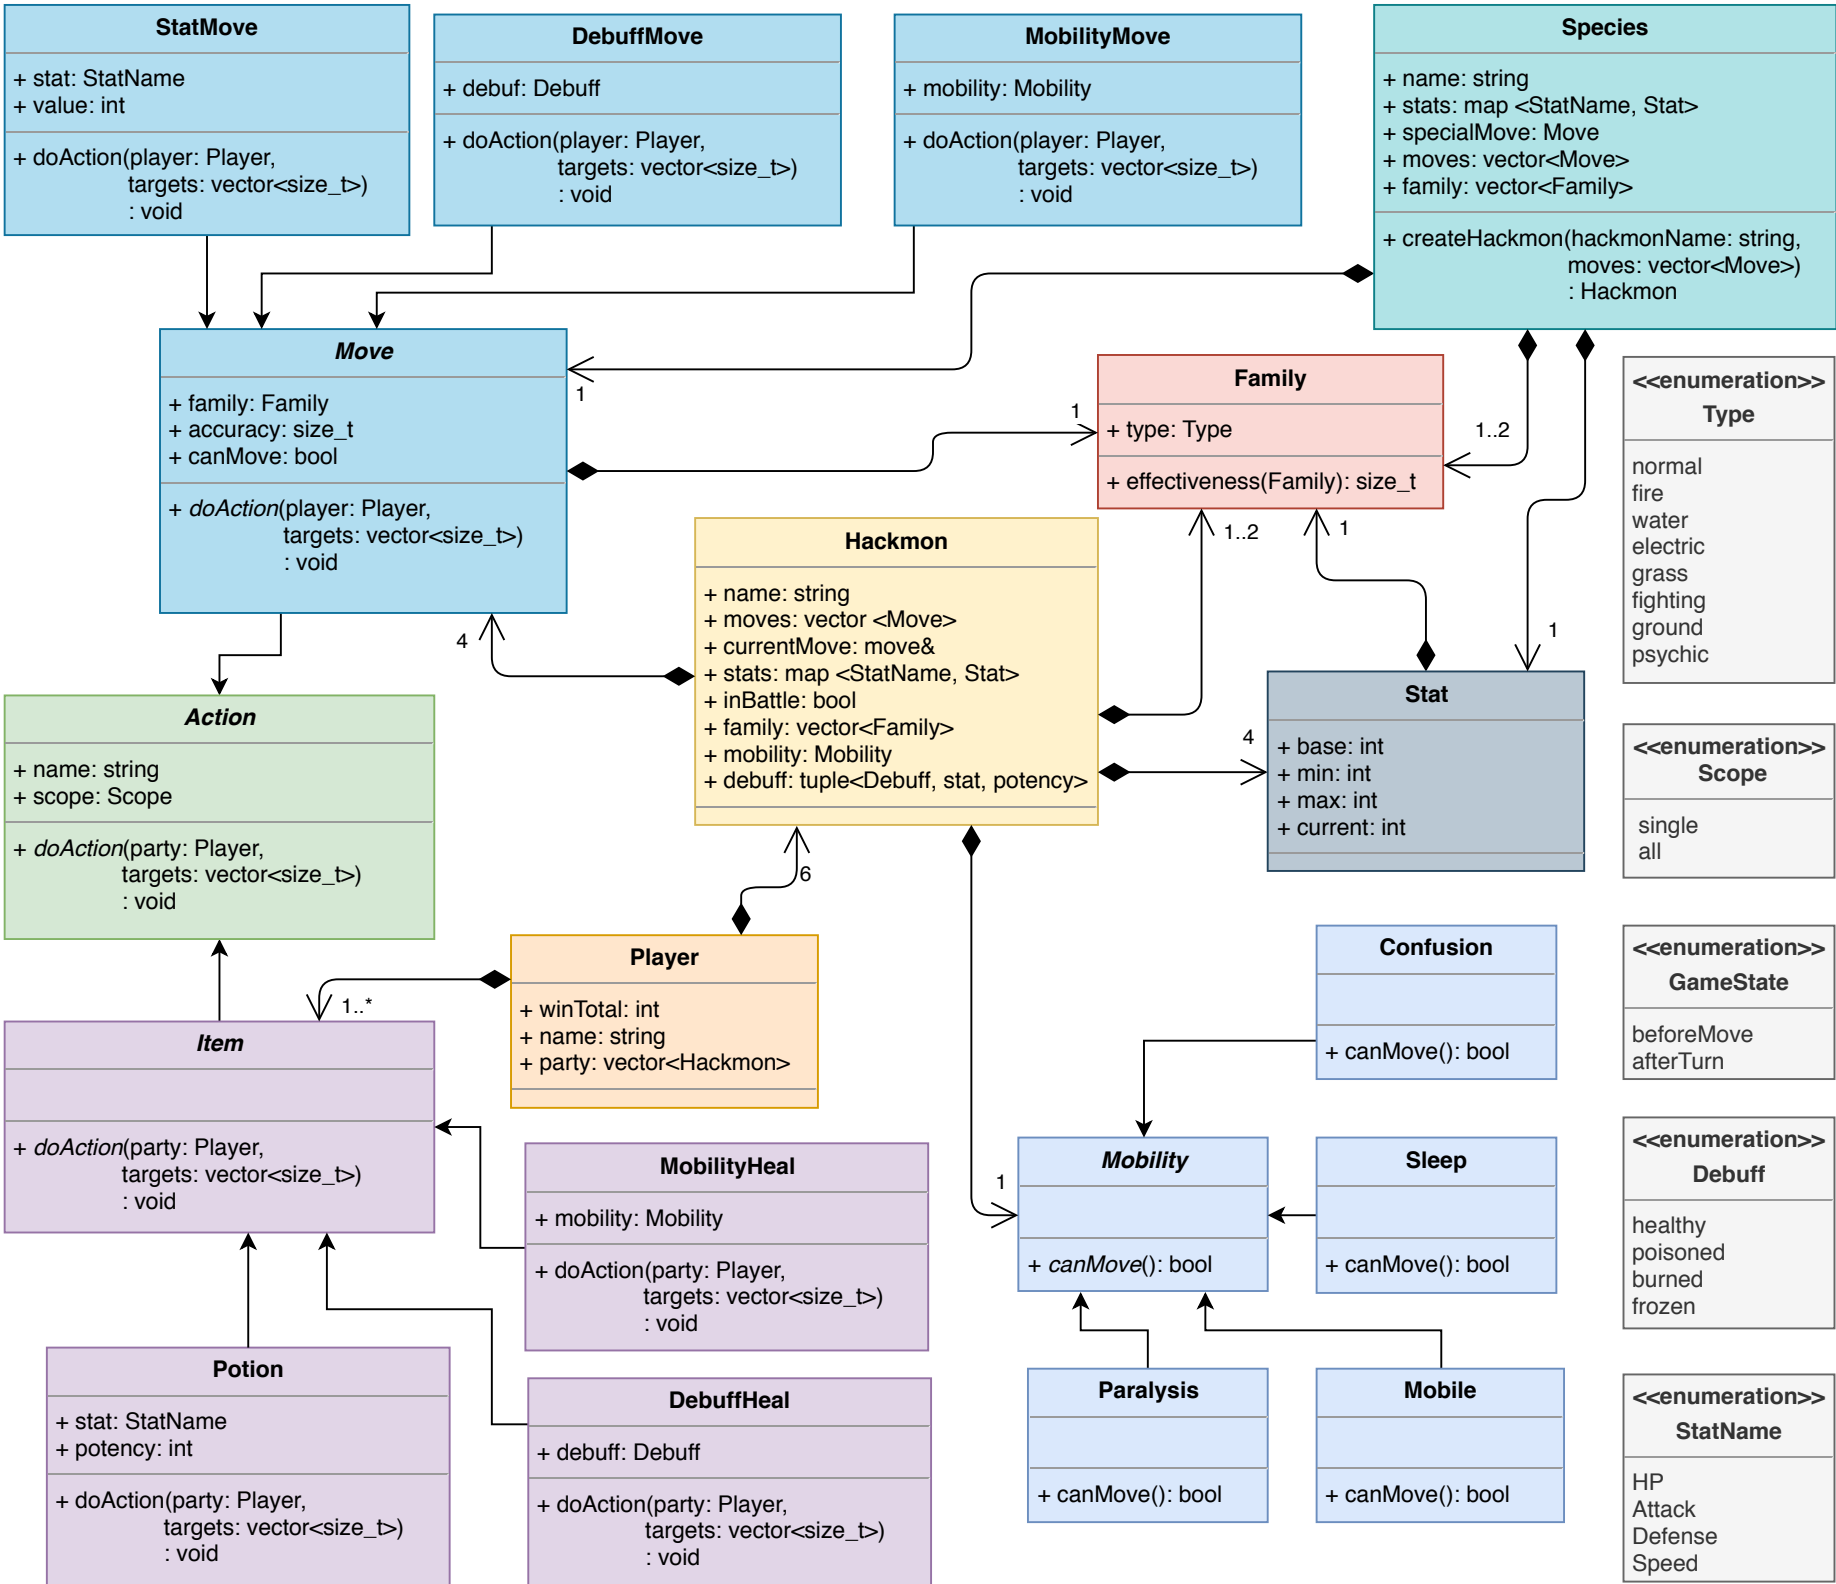 StatMove
+ stat: StatName
+ value: int
+ doAction(player: Player,
targets: vector<size_t>)
: void
DebuffMove
+ debuf: Debuff
+ doAction(player: Player,
targets: vector<size_t>)
: void
MobilityMove
+ mobility: Mobility
+ doAction(player: Player,
targets: vector<size_t>)
: void
Species
+ name: string
+ stats: map <StatName, Stat>
+ specialMove: Move
+ moves: vector<Move>
+ family: vector<Family>
+ createHackmon(hackmonName: string,
moves: vector<Move>)
: Hackmon
Move
+ family: Family
+ accuracy: size_t
+ canMove: bool
+ doAction(player: Player,
targets: vector<size_t>)
: void
1
1
Family
+ type: Type
+ effectiveness(Family): size_t
1..2
1..2
1
1
<<enumeration>>
Type
normal
fire
water
electric
grass
fighting
ground
psychic
Hackmon
+ name: string
+ moves: vector <Move>
+ currentMove: move&
+ stats: map <StatName, Stat>
+ inBattle: bool
+ family: vector<Family>
+ mobility: Mobility
+ debuff: tuple<Debuff, stat, potency>
4
4
Stat
+ base: int
+ min: int
+ max: int
+ current: int
<<enumeration>>
Scope
single
all
Action
+ name: string
+ scope: Scope
+ doAction(party: Player,
targets: vector<size_t>)
: void
6
Player
+ winTotal: int
+ name: string
+ party: vector<Hackmon>
1..*
Confusion
+ canMove(): bool
<<enumeration>>
GameState
beforeMove
afterTurn
Item
+ doAction(party: Player,
targets: vector<size_t>)
: void
MobilityHeal
+ mobility: Mobility
+ doAction(party: Player,
targets: vector<size_t>)
: void
1
Mobility
+ canMove(): bool
Sleep
+ canMove(): bool
<<enumeration>>
Debuff
healthy
poisoned
burned
frozen
Potion
+ stat: StatName
+ potency: int
+ doAction(party: Player,
targets: vector<size_t>)
: void
DebuffHeal
+ debuff: Debuff
+ doAction(party: Player,
targets: vector<size_t>)
: void
Paralysis
+ canMove(): bool
Mobile
+ canMove(): bool
<<enumeration>>
StatName
HP
Attack
Defense
Speed